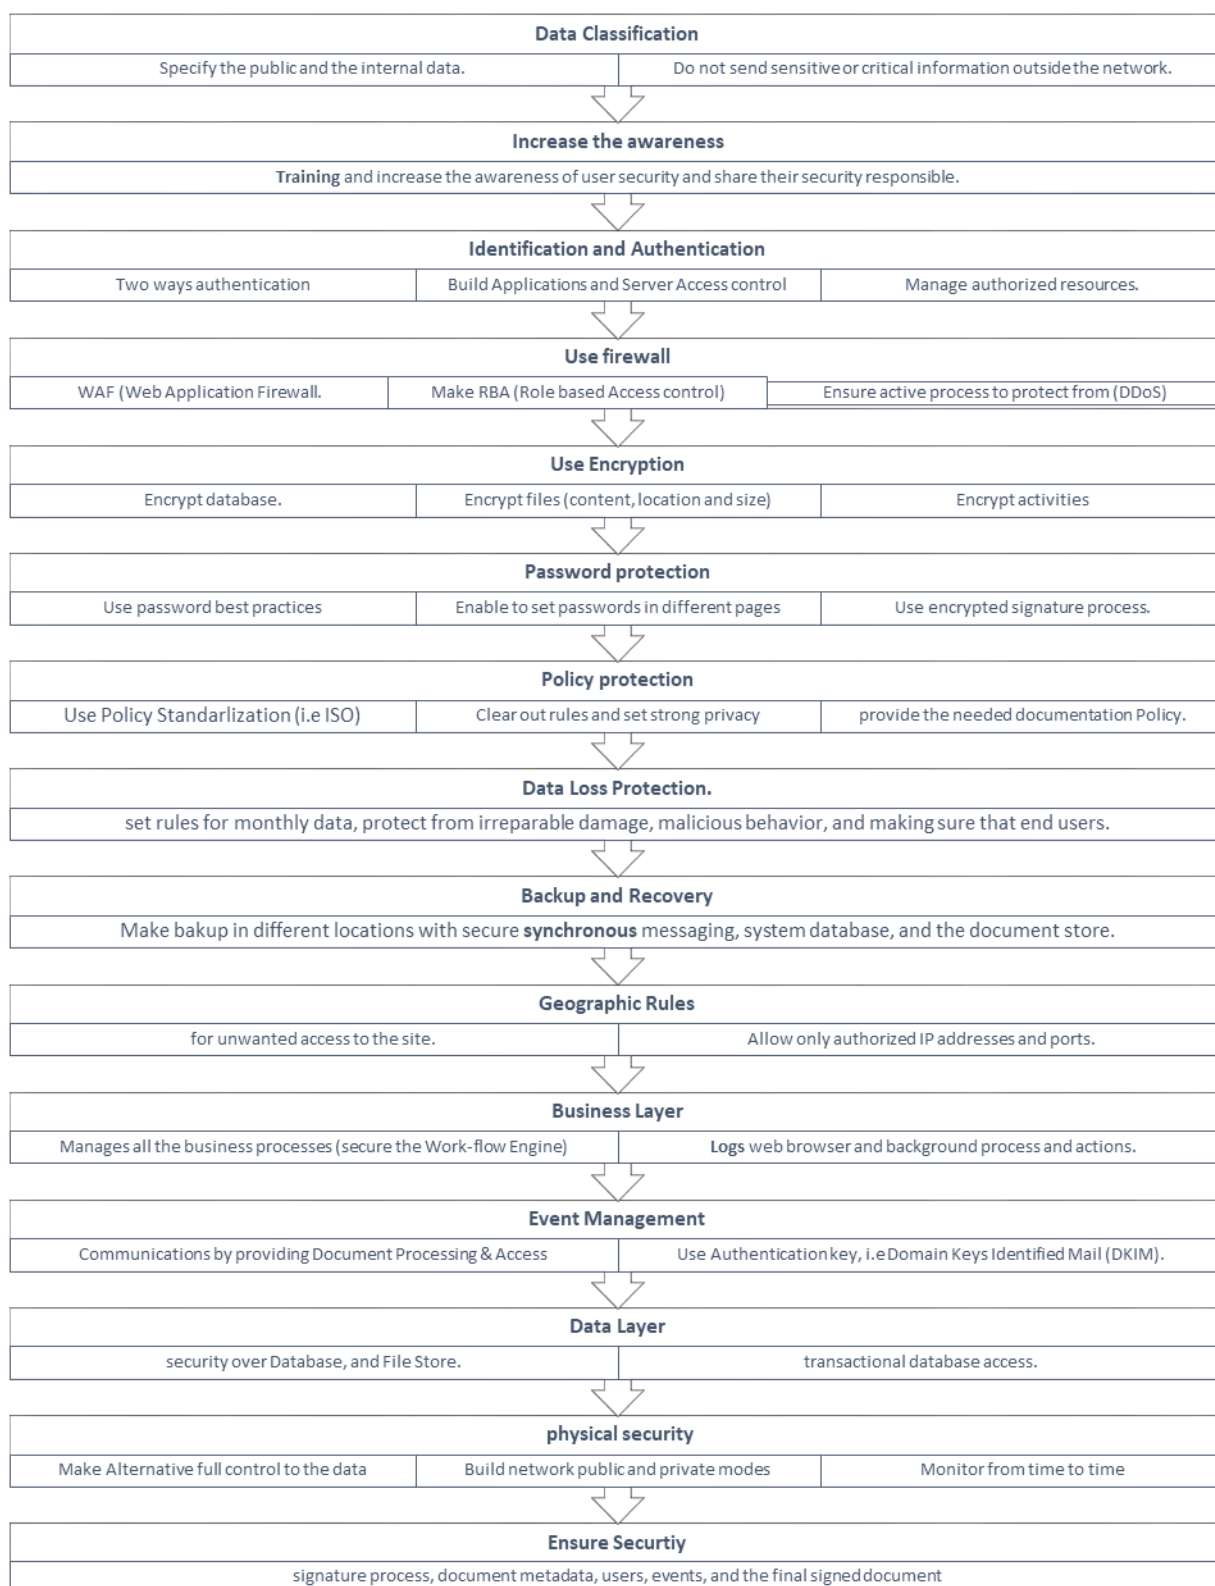 Data Classification
Specify the public and the internal data.
Do not send sensitive or critical information outside the network.
Increase the awareness
Training and increase the awareness of user security and share their security responsible.
Identification and Authentication
Two ways authentication
Build Applications and Server Access control
Manage authorized resources.
Use firewall
WAF (Web Application Firewall.
Make RBA (Role based Access control)
Ensure active process to protect from (DDoS)
Use Encryption
Encrypt database.
Encrypt files (content, location and size)
Encrypt activities
Password protection
Use password best practices
Enable to set passwords in different pages
Use encrypted signature process.
Policy protection
Use Policy Standarlization (i.e ISO)
Clear out rules and set strong privacy
provide the needed documentation Policy.
Data Loss Protection.
set rules for monthly data, protect from irreparable damage, malicious behavior, and making sure that end users.
Backup and Recovery
Make bakup in different locations with secure synchronous messaging, system database, and the document store.
Geographic Rules
for unwanted access to the site.
Allow only authorized IP addresses and ports.
Business Layer
Manages all the business processes (secure the Work-flow Engine)
Logs web browser and background process and actions.
Event Management
Communications by providing Document Processing & Access
Use Authentication key, i.e Domain Keys Identified Mail (DKIM).
Data Layer
security over Database, and File Store.
transactional database access.
physical security
Make Alternative full control to the data
Build network public and private modes
Monitor from time to time
Ensure Securtiy
signature process, document metadata, users, events, and the final signed document